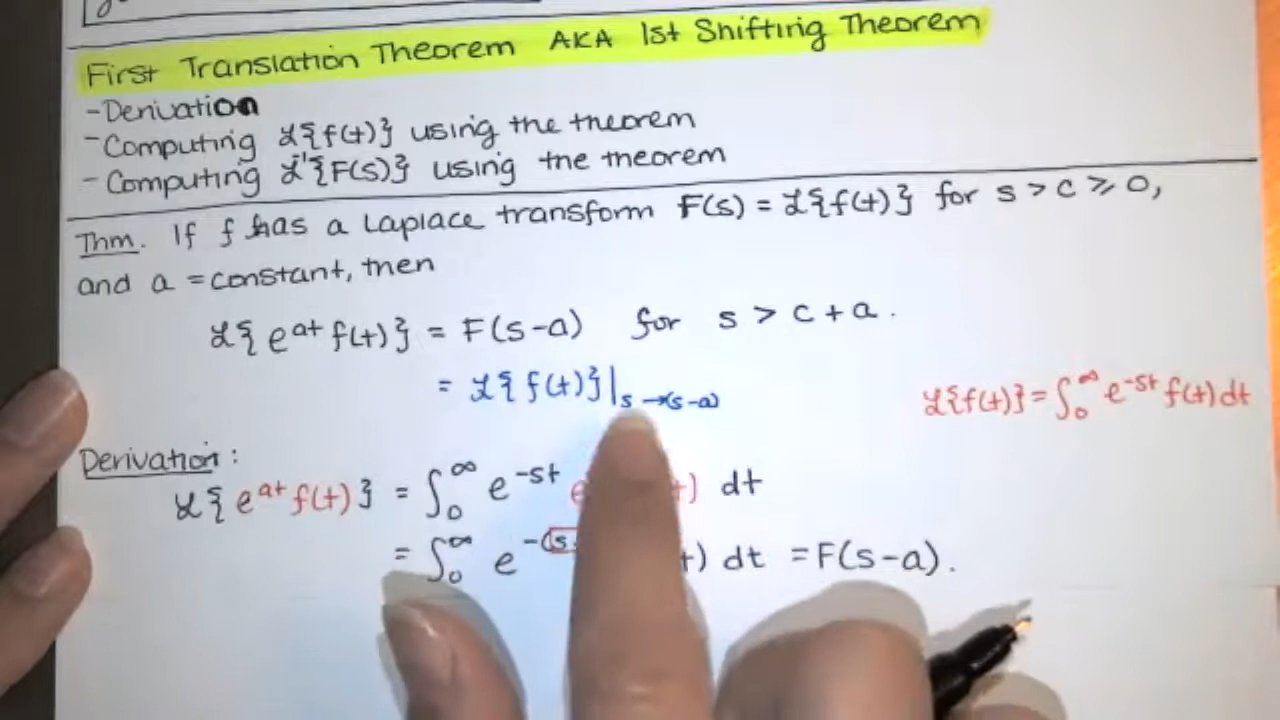 First Translation Theorem AKA 1st Shifting Theorem
-Derivation
-Computing ℒ{f(t)} using the theorem
-Computing ℒ⁻¹{F(s)} using the theorem
Thm. If f has a Laplace transform F(s) = ℒ{f(t)} for s > c ≥ 0,
and a = constant, then
ℒ{e^{at} f(t)} = F(s-a) for s > c + a.
= ℒ{f(t)}|_{s→(s-a)}
ℒ{f(t)} = ∫₀^∞ e^{-st} f(t) dt
Derivation:
ℒ{e^{at} f(t)} = ∫₀^∞ e^{-st} e t) dt
= ∫₀^∞ e^{-(s} t) dt = F(s-a).